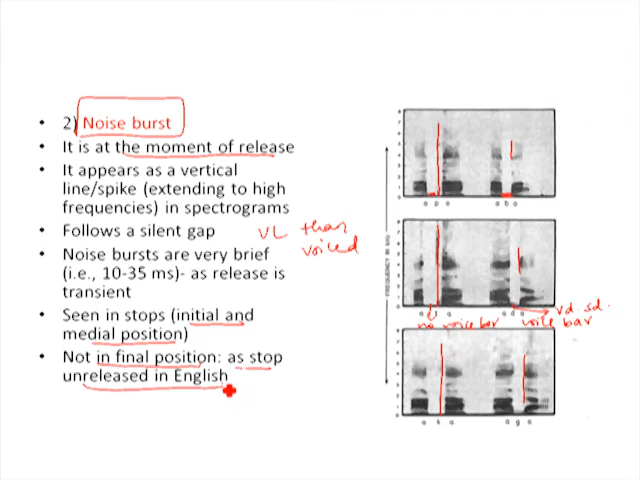 • 2) Noise burst
• It is at the moment of release
• It appears as a vertical
line/spike (extending to high
frequencies) in spectrograms
• Follows a silent gap
VL than
voiced
• Noise bursts are very brief
(i.e., 10-35 ms)- as release is
transient
• Seen in stops (initial and
medial position)
• Not in final position: as stop
unreleased in English
FREQUENCY IN kHz
a p a
a b a
a d a
no voice bar
voice bar
vd. sd.
a k a
a g a